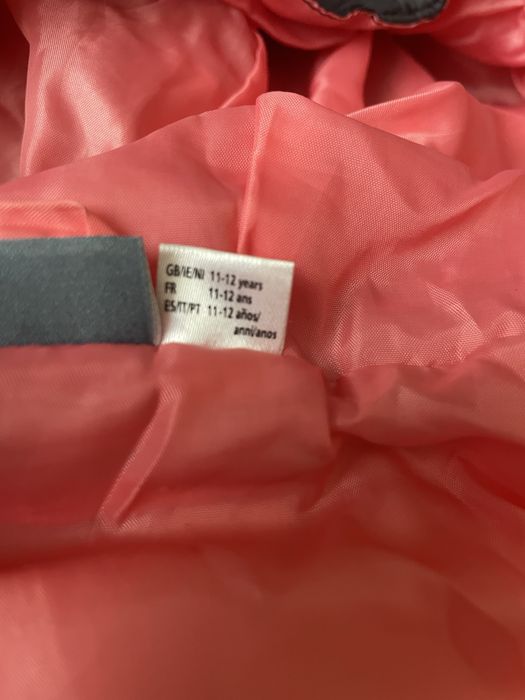 GB/IE/NI 11-12 years
FR 11-12 ans
ES/IT/PT 11-12 años/
anni/anos